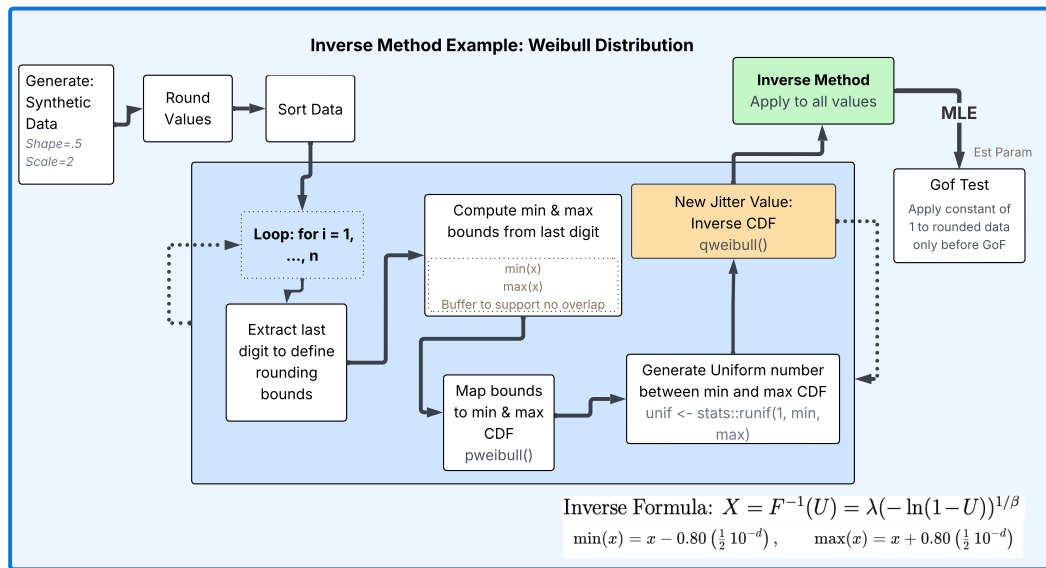 Inverse Method Example: Weibull Distribution
Generate:
Synthetic
Data
Shape=.5
Scale=2
Round
Values
Sort Data
Inverse Method
Apply to all values
MLE
Est Param
Gof Test
Apply constant of
1 to rounded data
only before GoF
Loop: for i = 1,
..., n
Extract last
digit to define
rounding
bounds
Compute min & max
bounds from last digit
min(x)
max(x)
Buffer to support no overlap
Map bounds
to min & max
CDF
pweibull()
Generate Uniform number
between min and max CDF
unif <- stats::runif(1, min,
max)
New Jitter Value:
Inverse CDF
qweibull()
Inverse Formula: X = F⁻¹(U) = λ(− ln(1−U))^{1/β}
min(x) = x − 0.80 (½ 10^{−d}), max(x) = x + 0.80 (½ 10^{−d})